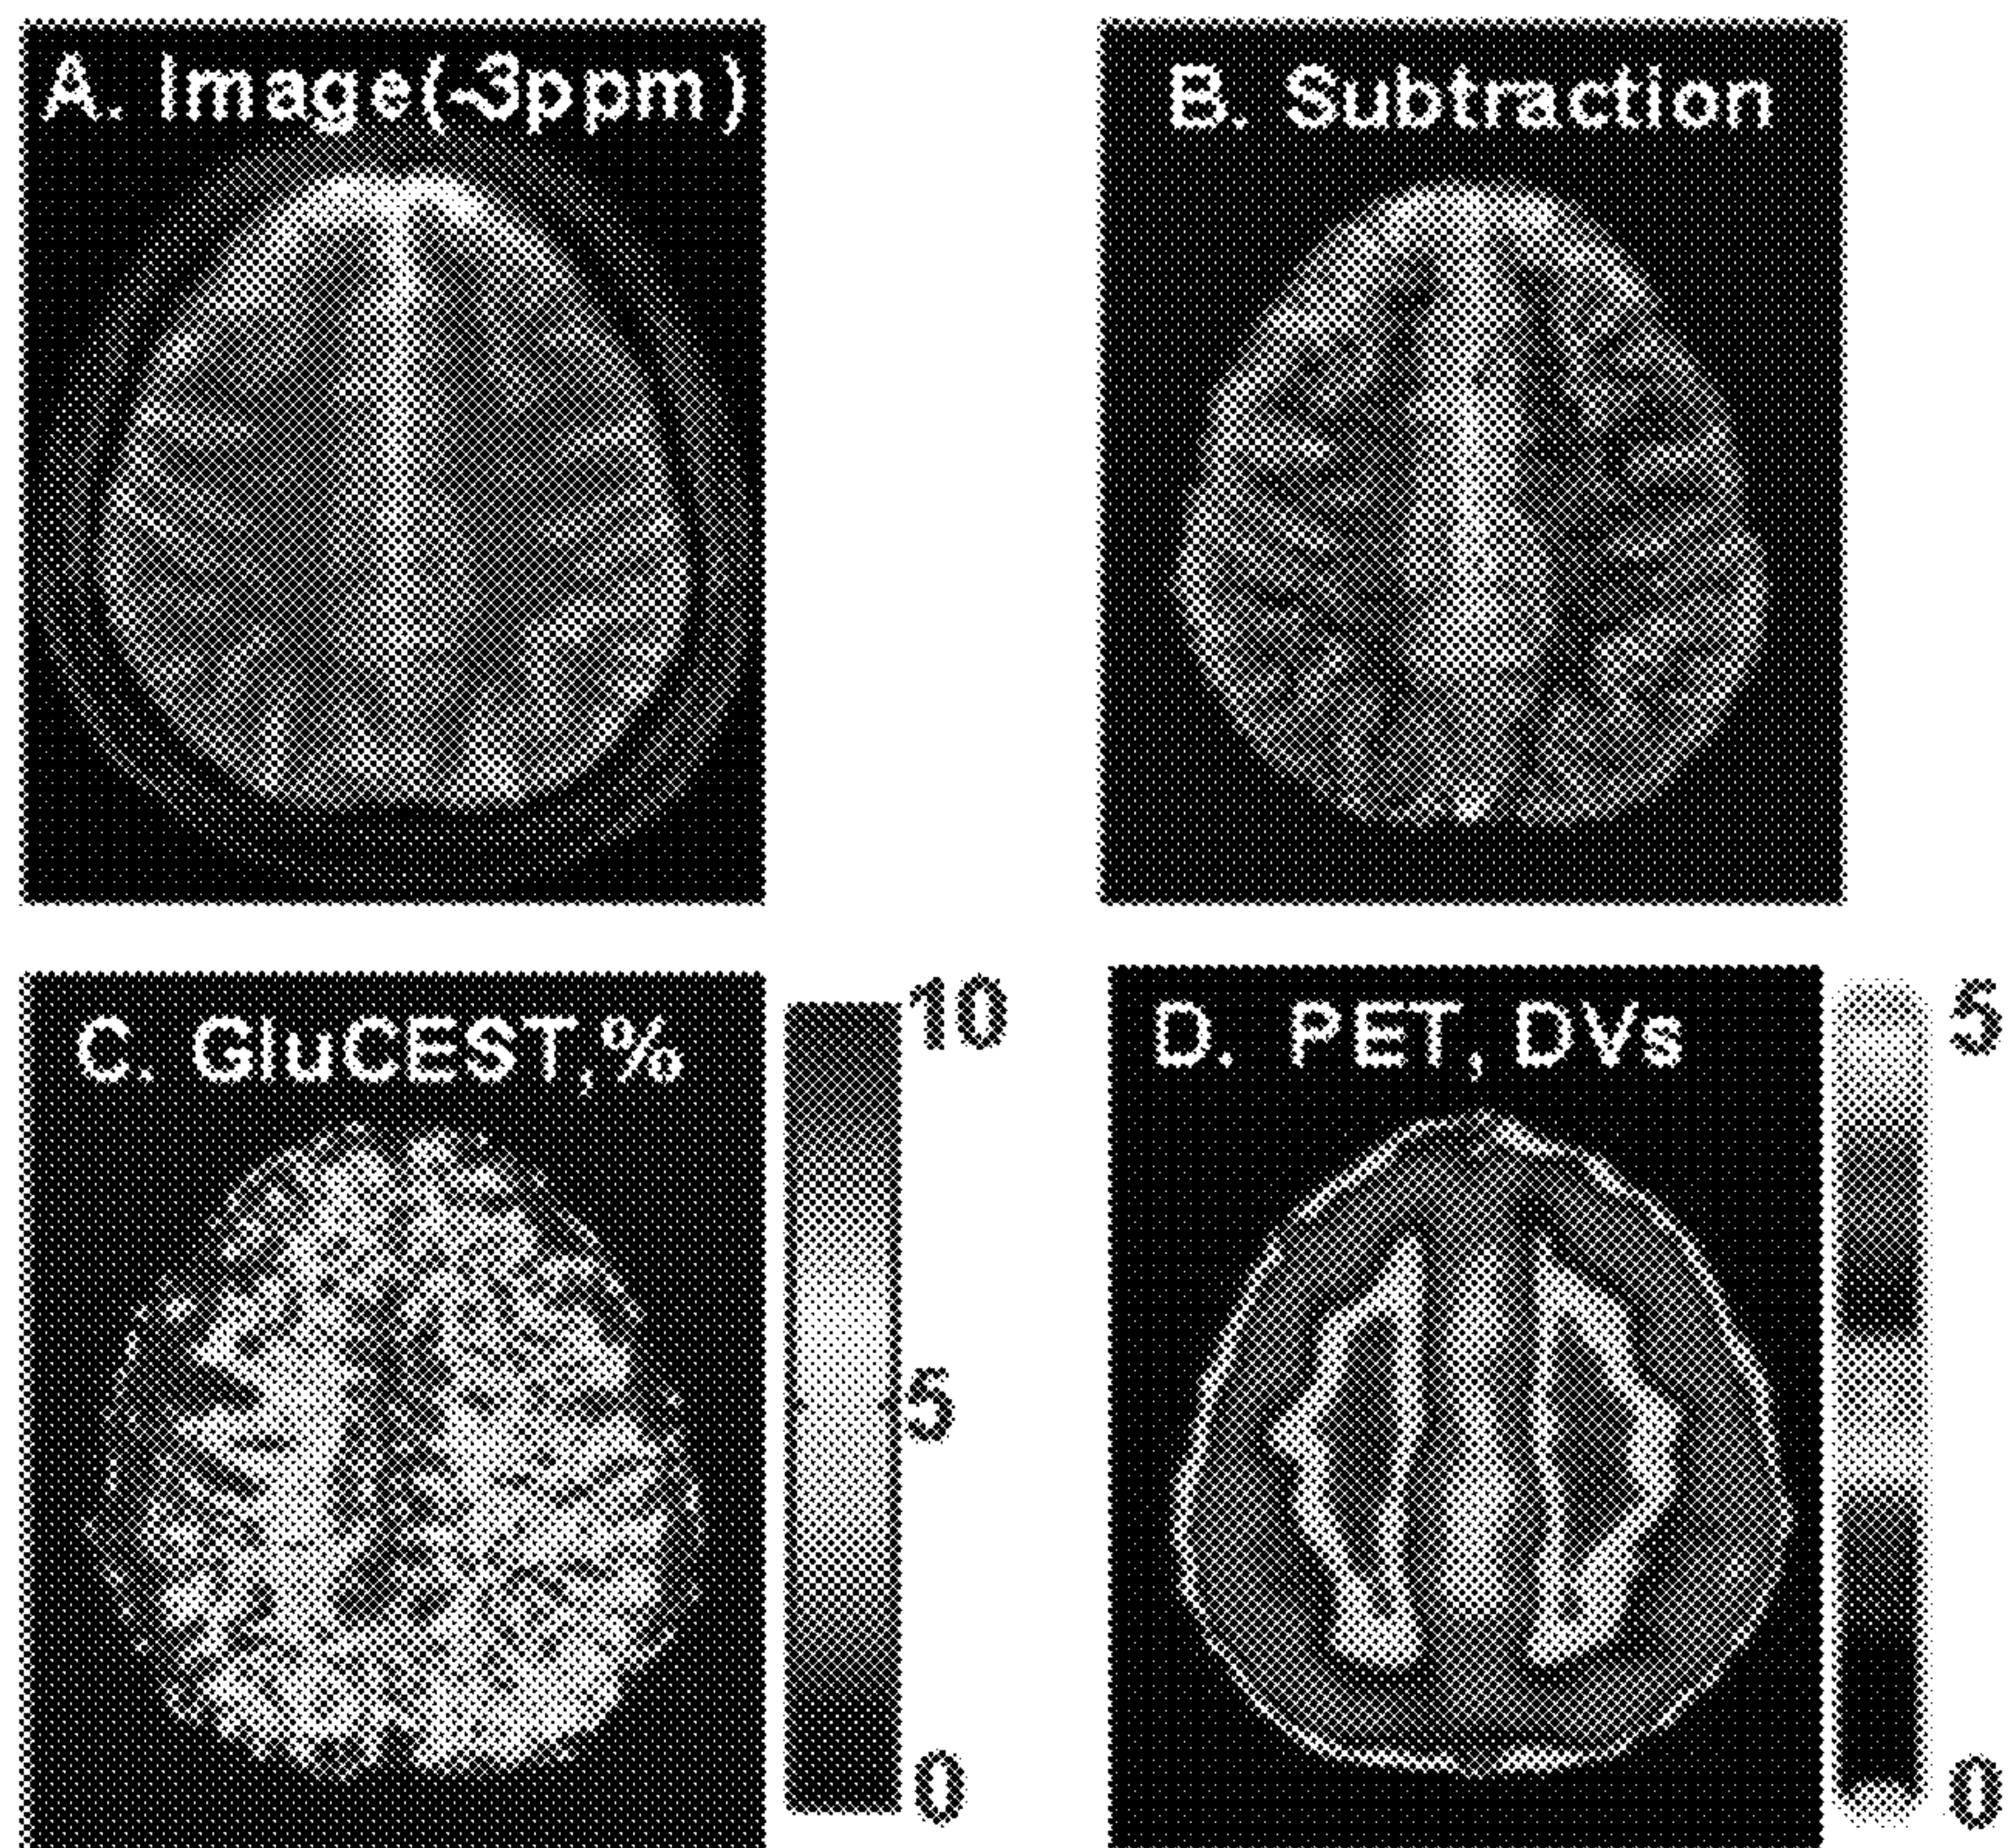 A. Image(-3ppm)
B. Subtraction
C. GluCEST,%
10
5
0
D. PET, DVs
5
0